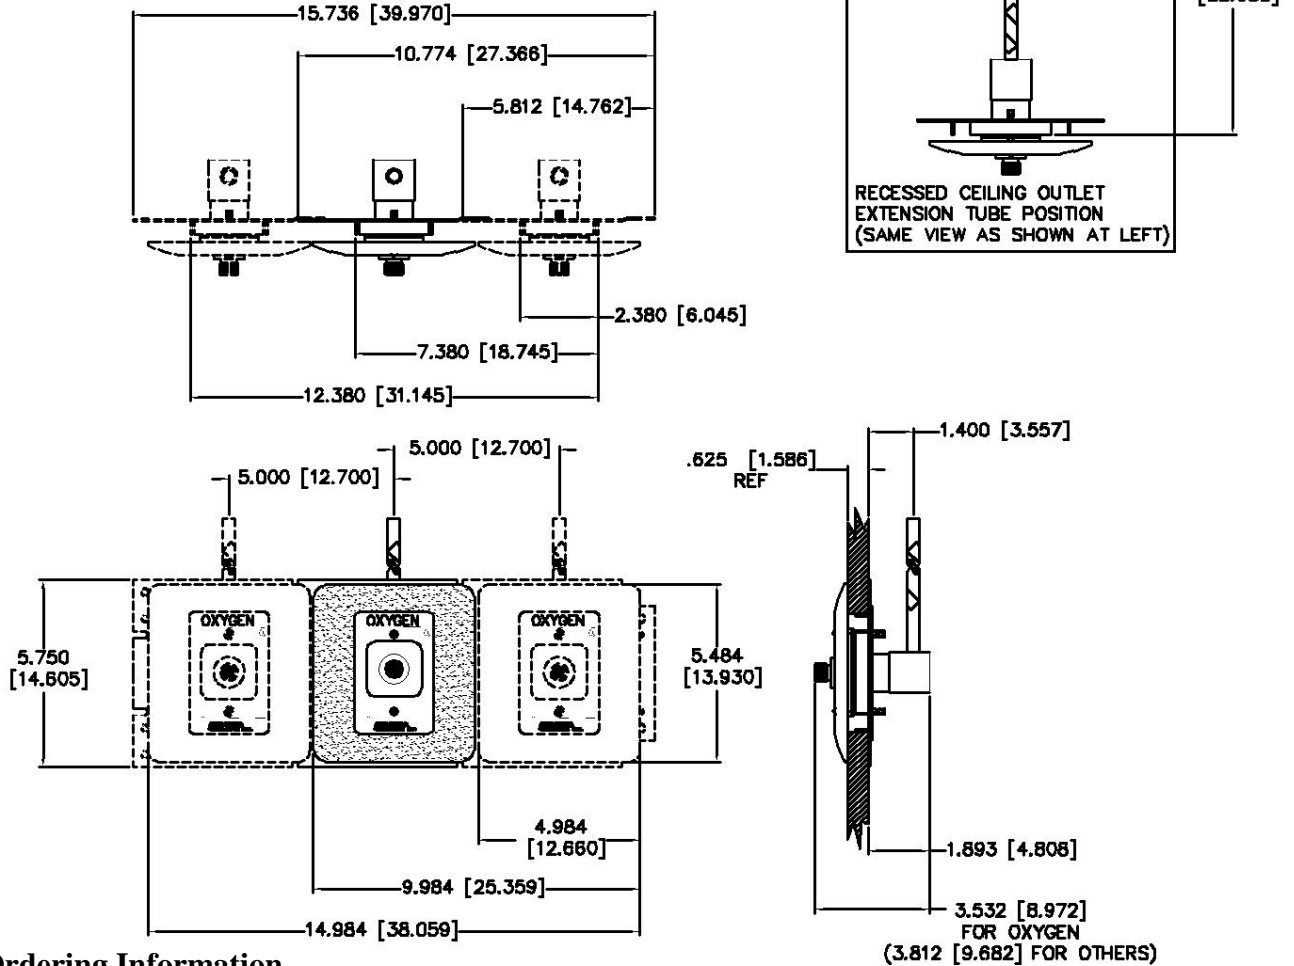 15.736 [39.970]
10.774 [27.366]
5.812 [14.762]
RECESSED CEILING OUTLET
EXTENSION TUBE POSITION
(SAME VIEW AS SHOWN AT LEFT)
2.380 [6.045]
7.380 [18.745]
12.380 [31.145]
5.000 [12.700]
5.000 [12.700]
.625 [1.586]
REF
1.400 [3.557]
OXYGEN
OXYGEN
OXYGEN
5.750
[14.605]
5.484
[13.930]
4.984
[12.660]
9.984 [25.359]
14.984 [38.059]
1.893 [4.808]
3.532 [8.972]
FOR OXYGEN
(3.812 [9.682] FOR OTHERS)
Information